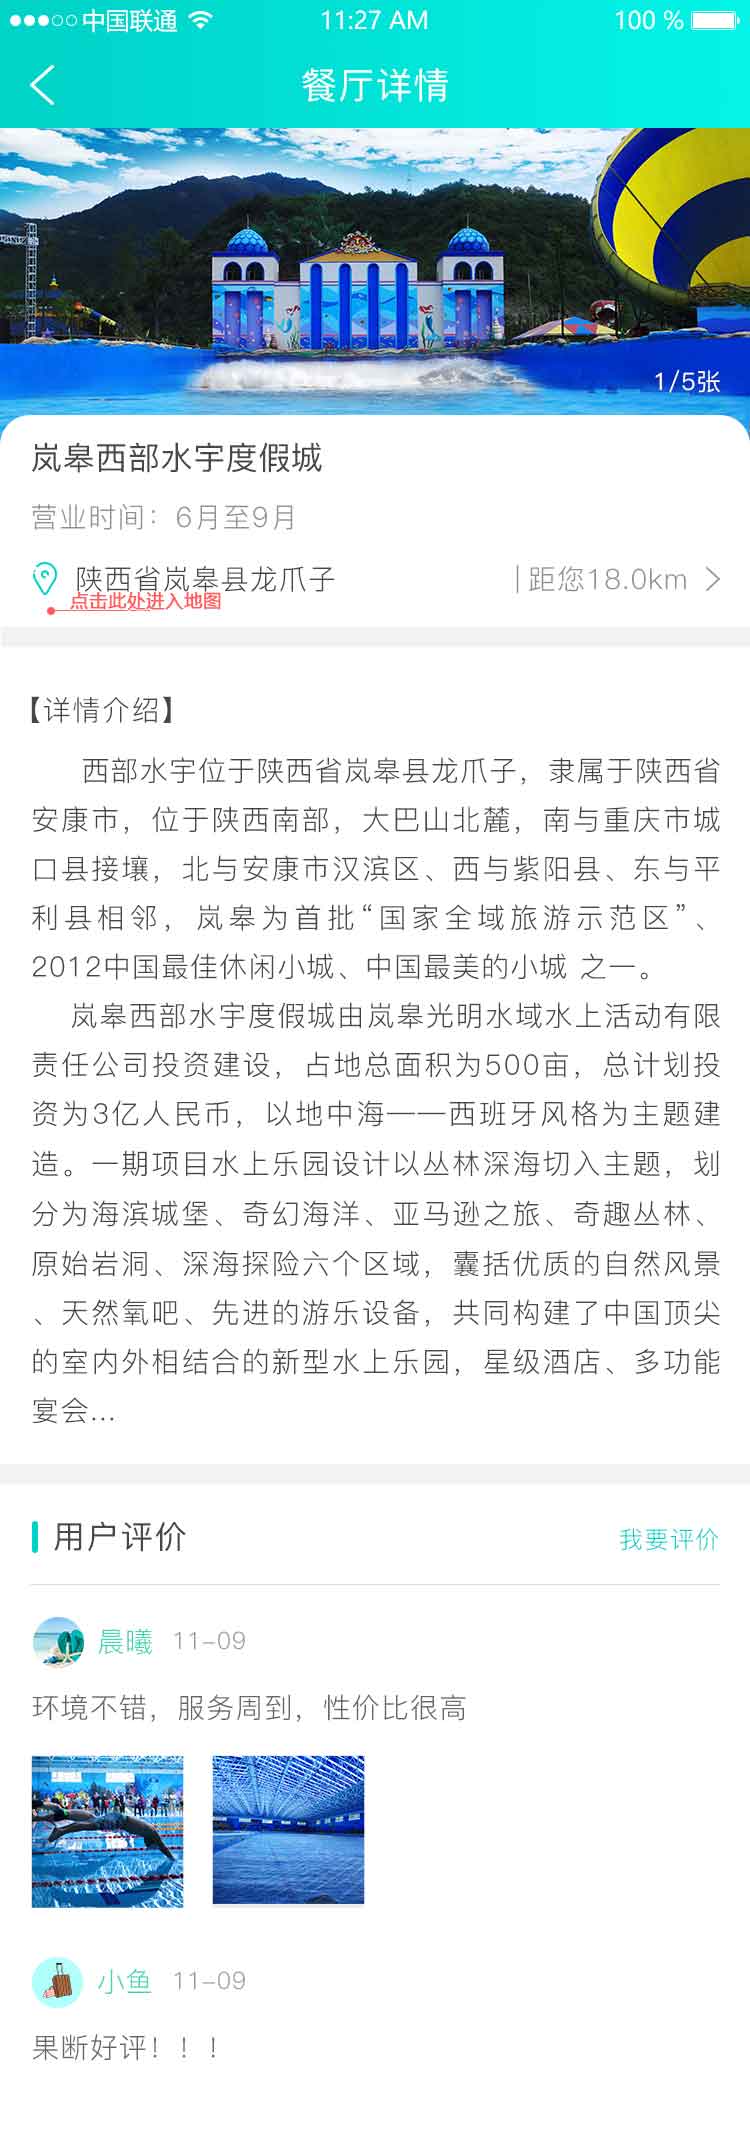 中国联通 11:27 AM 100 %
餐厅详情
1/5张
岚皋西部水宇度假城
营业时间：6月至9月
陕西省岚皋县龙爪子 | 距您18.0km
点击此处进入地图
【详情介绍】
西部水宇位于陕西省岚皋县龙爪子，隶属于陕西省
安康市，位于陕西南部，大巴山北麓，南与重庆市城
口县接壤，北与安康市汉滨区、西与紫阳县、东与平
利县相邻，岚皋为首批“国家全域旅游示范区”、
2012中国最佳休闲小城、中国最美的小城 之一。
岚皋西部水宇度假城由岚皋光明水域水上活动有限
责任公司投资建设，占地总面积为500亩，总计划投
资为3亿人民币，以地中海——西班牙风格为主题建
造。一期项目水上乐园设计以丛林深海切入主题，划
分为海滨城堡、奇幻海洋、亚马逊之旅、奇趣丛林、
原始岩洞、深海探险六个区域，囊括优质的自然风景
、天然氧吧、先进的游乐设备，共同构建了中国顶尖
的室内外相结合的新型水上乐园，星级酒店、多功能
宴会...
用户评价 我要评价
晨曦 11-09
环境不错，服务周到，性价比很高
小鱼 11-09
果断好评！！！